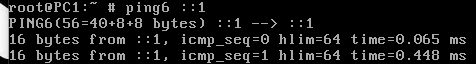 root@PC1:~ # ping6 ::1
PING6(56=40+8+8 bytes) ::1 --> ::1
16 bytes from ::1, icmp_seq=0 hlim=64 time=0.065 ms
16 bytes from ::1, icmp_seq=1 hlim=64 time=0.448 ms